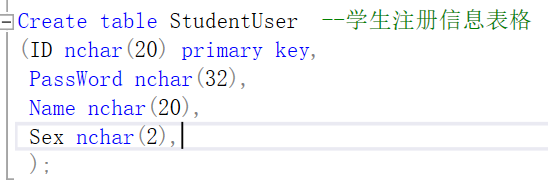 Create table StudentUser  --学生注册信息表格
(ID nchar(20) primary key,
PassWord nchar(32),
Name nchar(20),
Sex nchar(2),
);